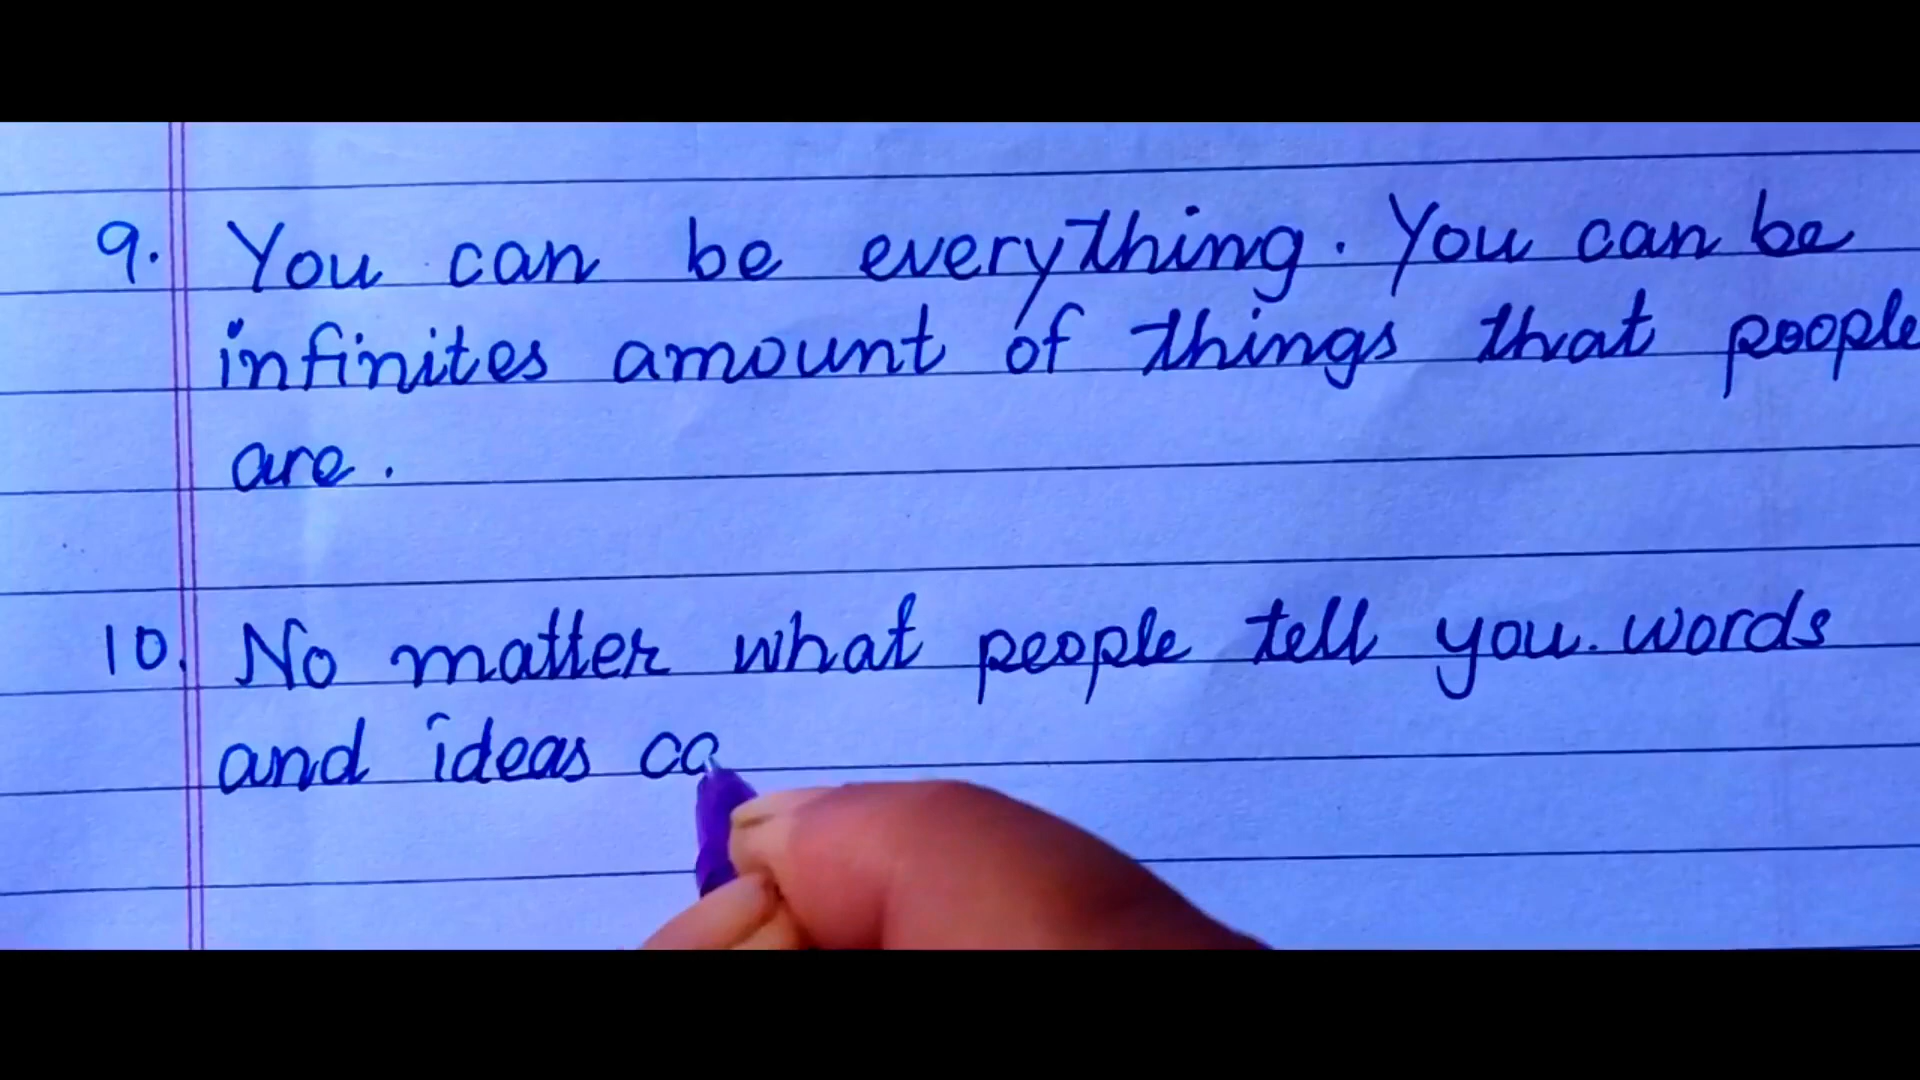 9. You can be everything. You can be
infinites amount of things that people
are.
10. No matter what people tell you. words
and ideas ca